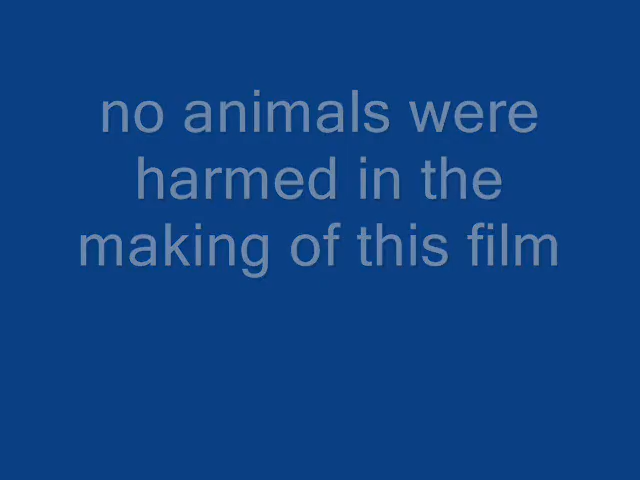 no animals were
harmed in the
making of this film